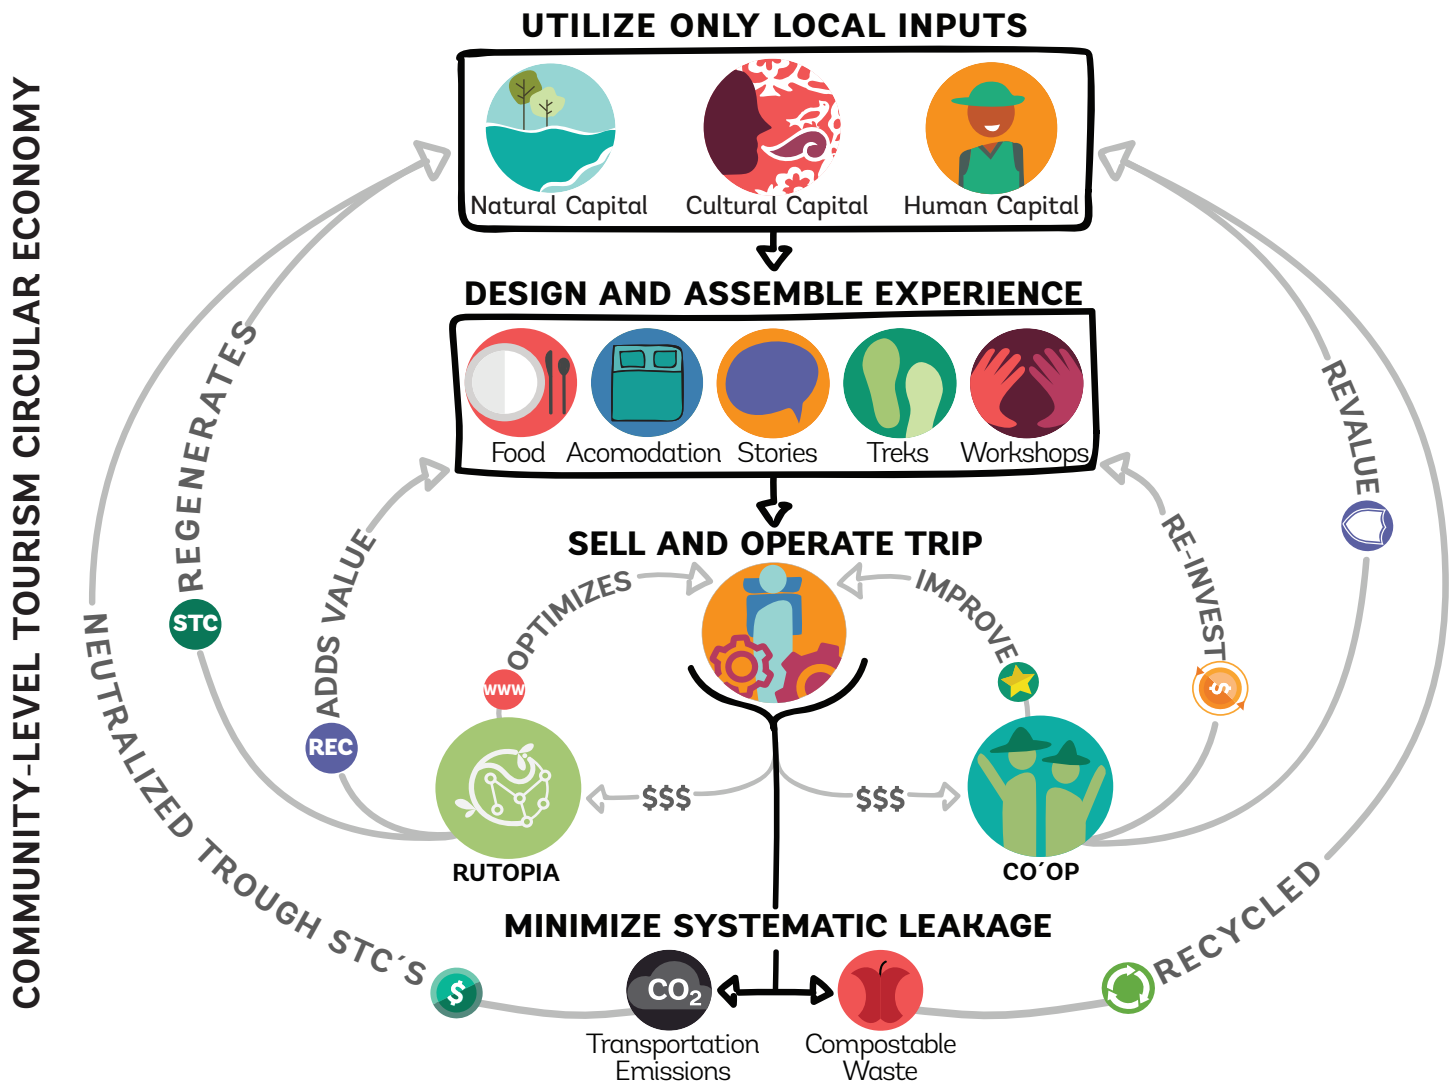 COMMUNITY-LEVEL TOURISM CIRCULAR ECONOMY
UTILIZE ONLY LOCAL INPUTS
Natural Capital
Cultural Capital
Human Capital
DESIGN AND ASSEMBLE EXPERIENCE
Food
Acomodation
Stories
Treks
Workshops
SELL AND OPERATE TRIP
REGENERATES
STC
ADDS VALUE
REC
OPTIMIZES
WWW
IMPROVE
RE-INVEST
$
REVALUE
$$$
$$$
RUTOPIA
CO´OP
MINIMIZE SYSTEMATIC LEAKAGE
NEUTRALIZED TROUGH STC´S
$
CO2
Transportation
Emissions
Compostable
Waste
RECYCLED